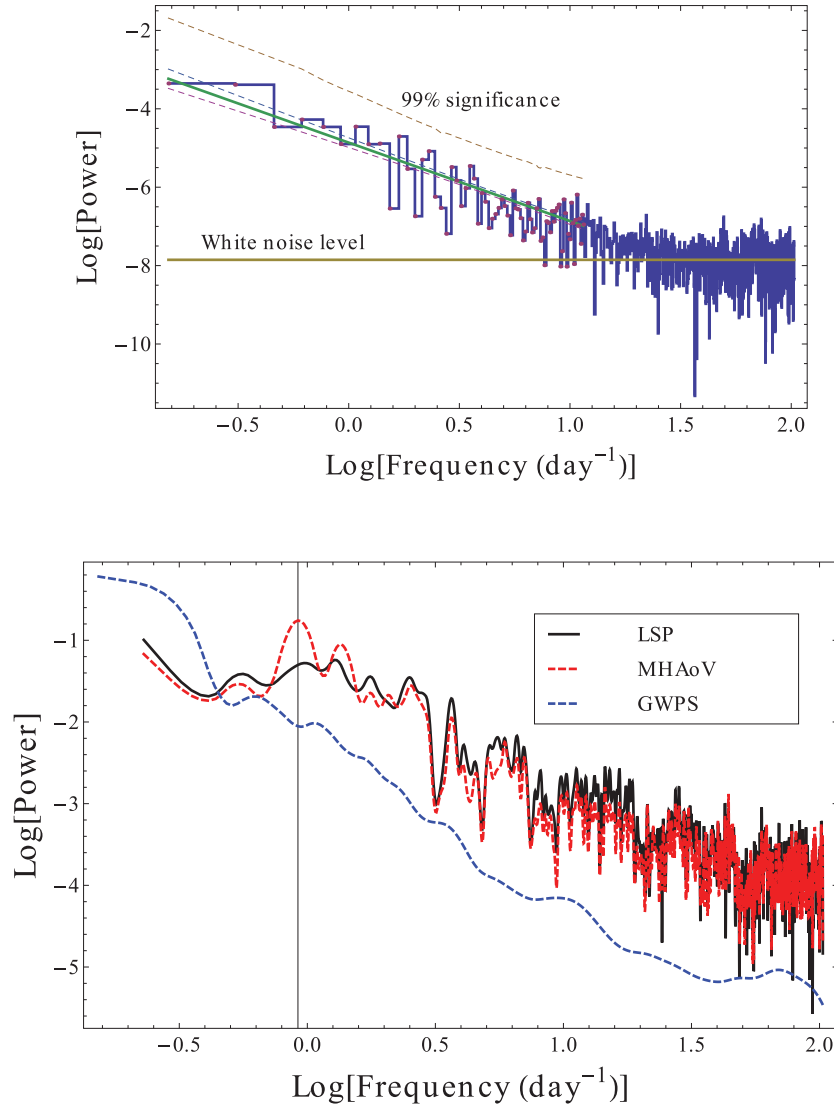 −2
−4
−6
−8
−10
Log[Power]
99% significance
White noise level
−0.5 0.0 0.5 1.0 1.5 2.0
Log[Frequency (day⁻¹)]
−1
−2
−3
−4
−5
Log[Power]
LSP
MHAoV
GWPS
−0.5 0.0 0.5 1.0 1.5 2.0
Log[Frequency (day⁻¹)]